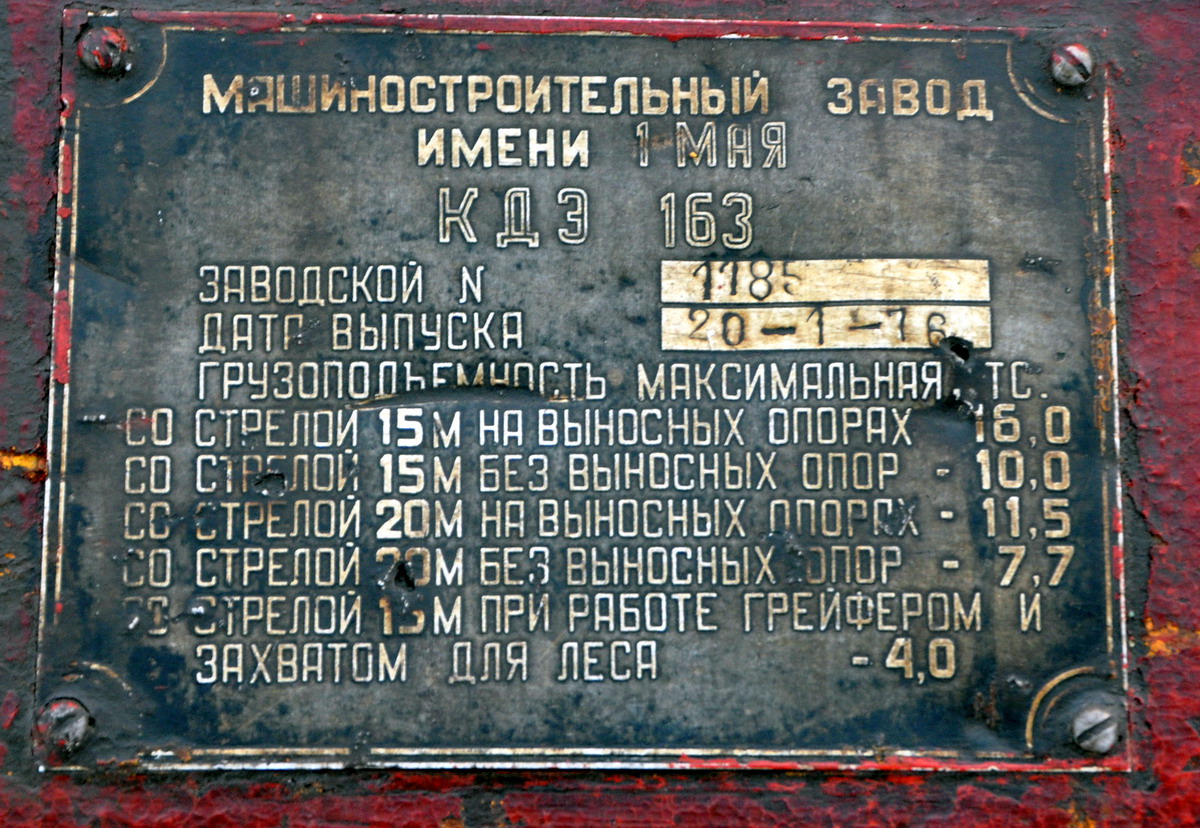 МАШИНОСТРОИТЕЛЬНЫЙ ЗАВОД
ИМЕНИ 1 МАЯ
КДЭ 163
ЗАВОДСКОЙ N 1185
ДАТА ВЫПУСКА 20-1-76
ГРУЗОПОДЪЕМНОСТЬ МАКСИМАЛЬНАЯ, ТС.
СО СТРЕЛОЙ 15М НА ВЫНОСНЫХ ОПОРАХ 16,0
СО СТРЕЛОЙ 15М БЕЗ ВЫНОСНЫХ ОПОР - 10,0
СО СТРЕЛОЙ 20М НА ВЫНОСНЫХ ОПОРАХ - 11,5
СО СТРЕЛОЙ 20М БЕЗ ВЫНОСНЫХ ОПОР - 7,7
СО СТРЕЛОЙ 15М ПРИ РАБОТЕ ГРЕЙФЕРОМ И
ЗАХВАТОМ ДЛЯ ЛЕСА -4,0